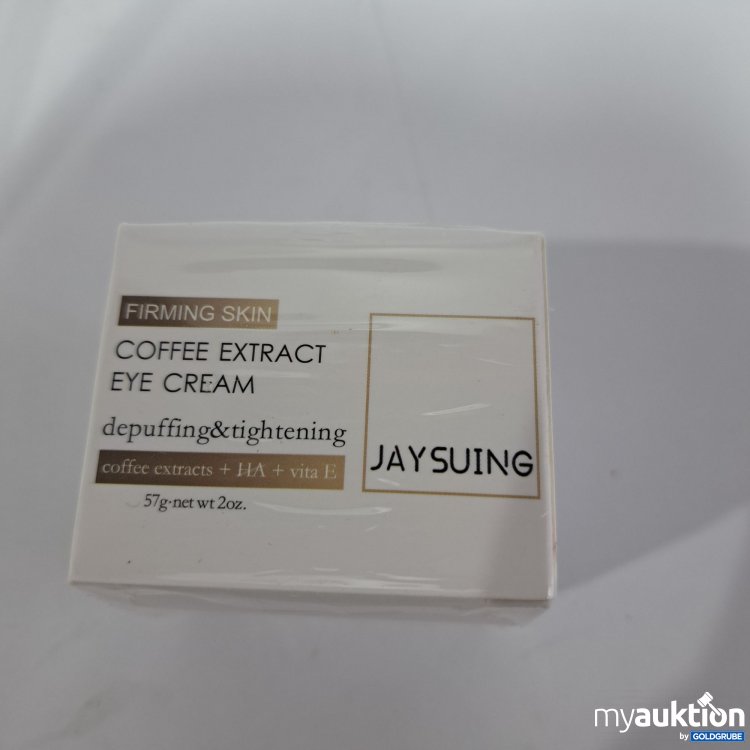 FIRMING SKIN
COFFEE EXTRACT
EYE CREAM
depuffing&tightening
coffee extracts + HA + vita E
57g·net wt 2oz.
JAYSUING
myauktion
by GOLDGRUBE